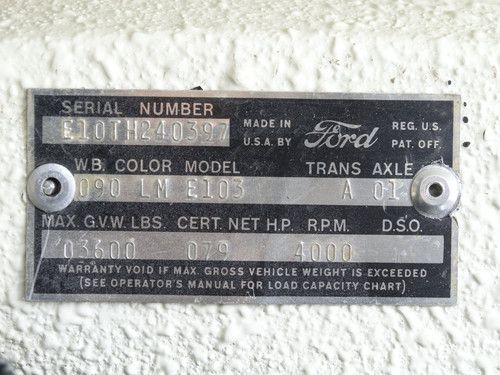 SERIAL NUMBER
E10TH240397
MADE IN U.S.A. BY Ford REG. U.S. PAT. OFF.
W.B. COLOR MODEL TRANS AXLE
090 LM E103 A 01
MAX G.V.W. LBS. CERT. NET H.P. R.P.M. D.S.O.
03600 079 4000
WARRANTY VOID IF MAX. GROSS VEHICLE WEIGHT IS EXCEEDED
(SEE OPERATOR'S MANUAL FOR LOAD CAPACITY CHART)